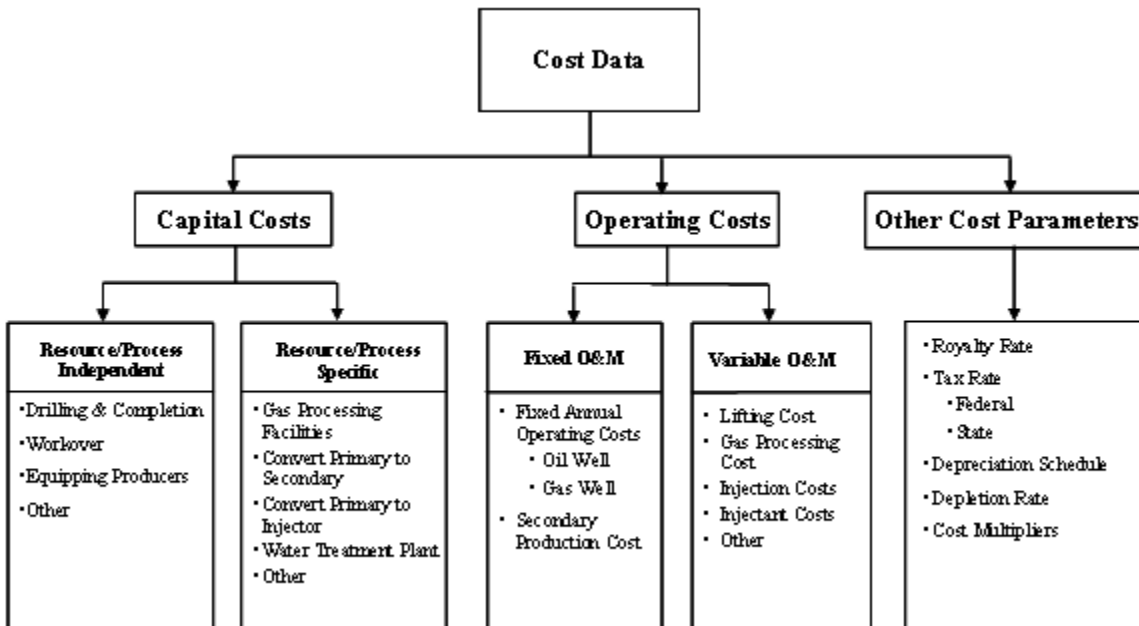 Cost Data
Capital Costs
Operating Costs
Other Cost Parameters
Resource/Process
Independent
•Drilling & Completion
•Workover
•Equipping Producers
•Other
Resource/Process
Specific
• Gas Processing
Facilities
• Convert Primary to
Secondary
• Convert Primary to
Injector
• Water Treatment Plant
• Other
Fixed O&M
• Fixed Annual
Operating Costs
• Oil Well
• Gas Well
• Secondary
Production Cost
Variable O&M
• Lifting Cost
• Gas Processing
Cost
• Injection Costs
• Injectant Costs
• Other
• Royalty Rate
• Tax Rate
• Federal
• State
• Depreciation Schedule
• Depletion Rate
• Cost Multipliers